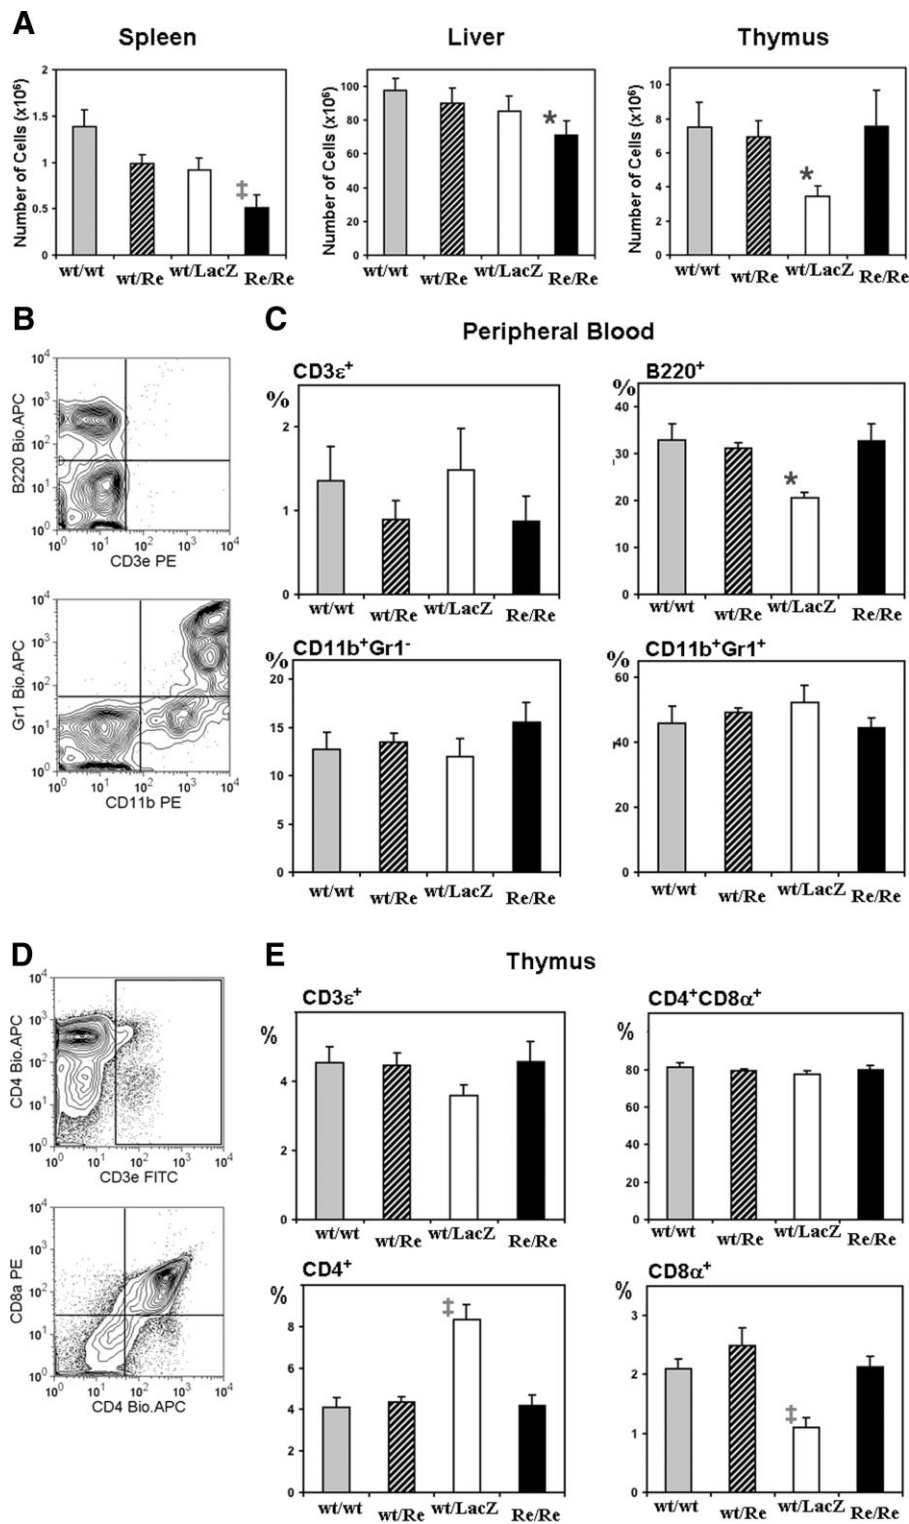 A
Spleen
Liver
Thymus
Number of Cells (x10⁶)
2
1.5
1
0.5
0
wt/wt
wt/Re
wt/LacZ
Re/Re
‡
Number of Cells (x10⁶)
100
80
60
40
20
0
wt/wt
wt/Re
wt/LacZ
Re/Re
*
Number of Cells (x10⁶)
10
8
6
4
2
0
wt/wt
wt/Re
wt/LacZ
Re/Re
*
B
B220 Bio.APC
10⁴
10³
10²
10¹
10⁰
10⁰ 10¹ 10² 10³ 10⁴
CD3e PE
Gr1 Bio.APC
10⁴
10³
10²
10¹
10⁰
10⁰ 10¹ 10² 10³ 10⁴
CD11b PE
C
Peripheral Blood
CD3ε⁺
%
2
1
0
wt/wt
wt/Re
wt/LacZ
Re/Re
B220⁺
%
40
30
20
10
0
*
wt/wt
wt/Re
wt/LacZ
Re/Re
CD11b⁺Gr1⁻
%
20
15
10
5
0
wt/wt
wt/Re
wt/LacZ
Re/Re
CD11b⁺Gr1⁺
%
60
40
20
0
wt/wt
wt/Re
wt/LacZ
Re/Re
D
CD4 Bio.APC
10⁴
10³
10²
10¹
10⁰
10⁰ 10¹ 10² 10³ 10⁴
CD3e FITC
CD8a PE
10⁴
10³
10²
10¹
10⁰
10⁰ 10¹ 10² 10³ 10⁴
CD4 Bio.APC
E
Thymus
CD3ε⁺
%
4
2
0
wt/wt
wt/Re
wt/LacZ
Re/Re
CD4⁺CD8α⁺
%
80
60
40
20
0
wt/wt
wt/Re
wt/LacZ
Re/Re
CD4⁺
%
8
6
4
2
0
‡
wt/wt
wt/Re
wt/LacZ
Re/Re
CD8α⁺
%
3
2
1
0
‡
wt/wt
wt/Re
wt/LacZ
Re/Re